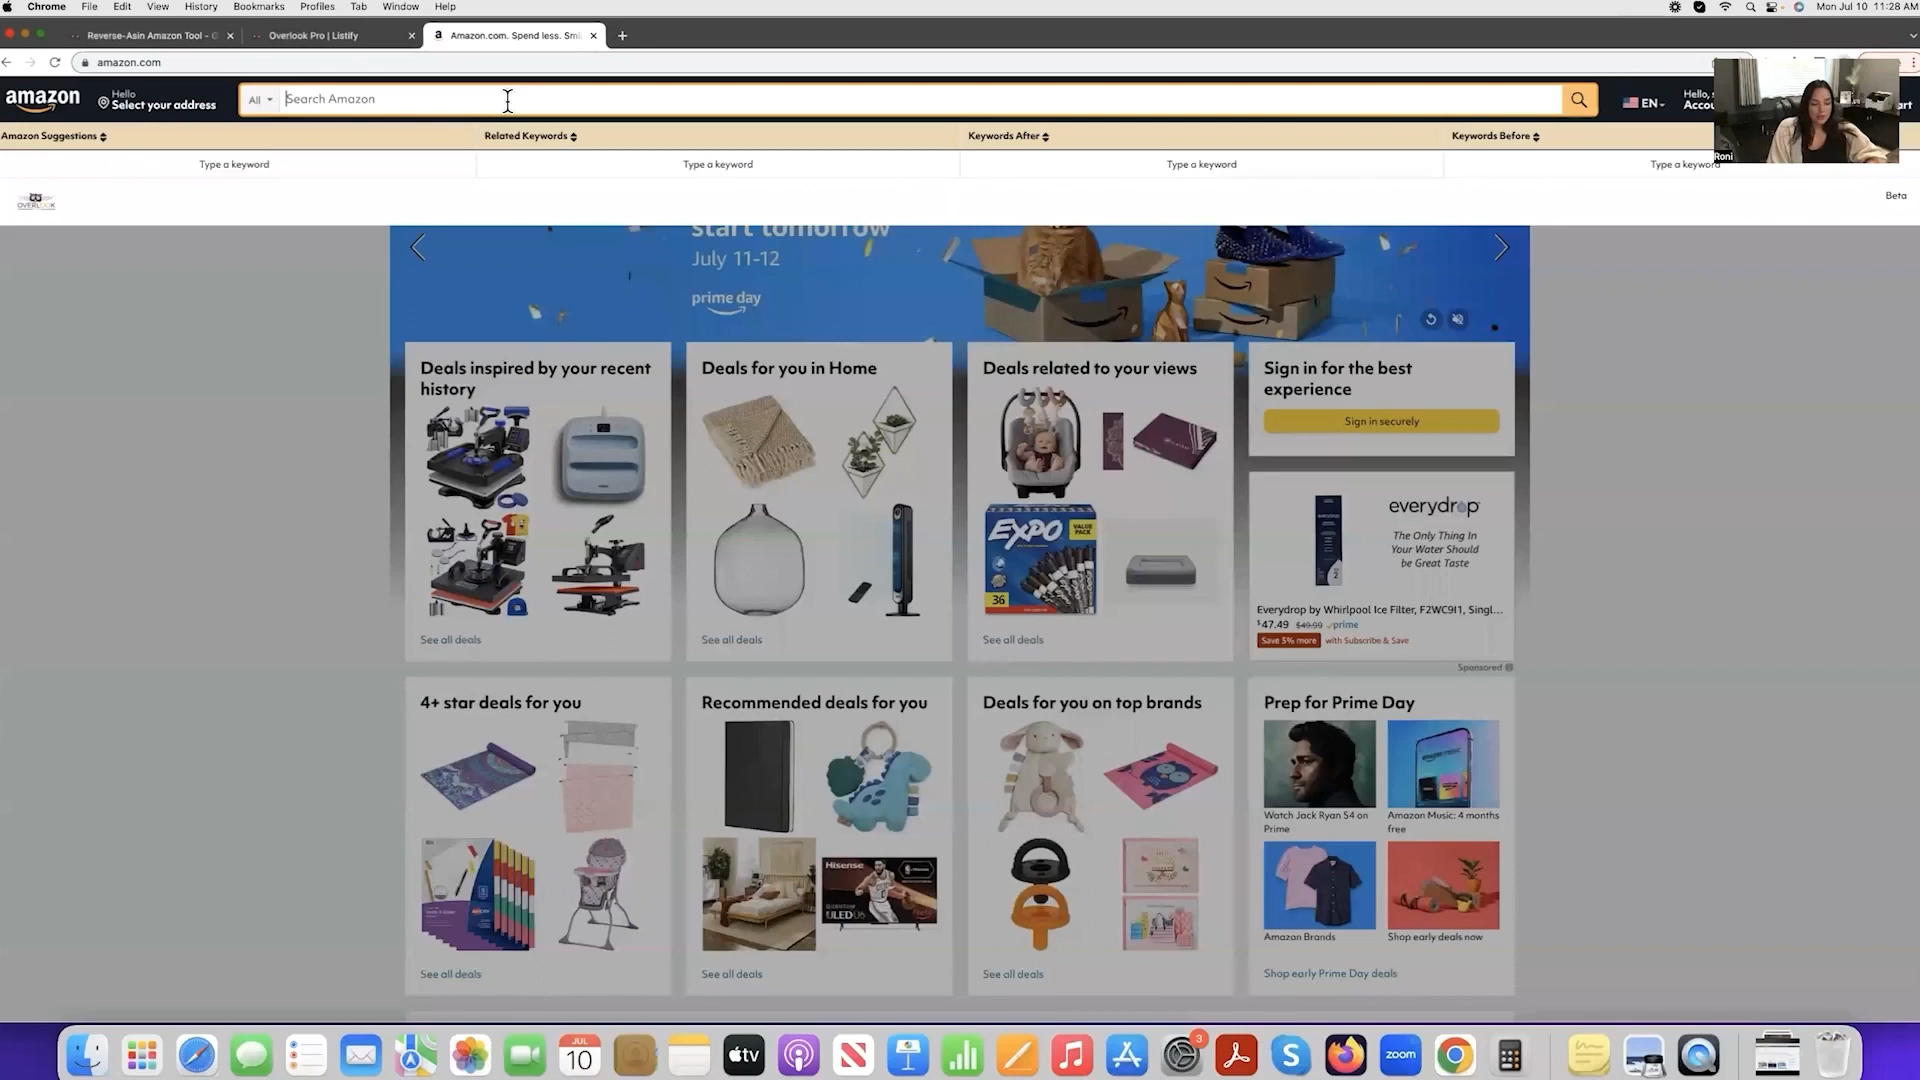 Chrome File Edit View History Bookmarks Profiles Tab Window Help Mon Jul 10 11:28 AM
Reverse-Asin Amazon Tool - Overlook Pro | Listify a Amazon.com. Spend less. Smi
amazon.com
amazon Hello Select your address All Search Amazon EN Hello, Accou art
Amazon Suggestions Related Keywords Keywords After Keywords Before
Type a keyword Type a keyword Type a keyword Type a keyword
Roni
OVERLOOK Beta
start tomorrow
July 11-12
prime day
Deals inspired by your recent history
See all deals
Deals for you in Home
See all deals
Deals related to your views
EXPO
VALUE PACK
36
See all deals
Sign in for the best experience
Sign in securely
everydrop
The Only Thing In
Your Water Should
be Great Taste
Everydrop by Whirlpool Ice Filter, F2WC9I1, Singl...
$47.49 $49.99 prime
Save 5% more with Subscribe & Save
Sponsored
4+ star deals for you
See all deals
Recommended deals for you
Hisense
ULED
See all deals
Deals for you on top brands
See all deals
Prep for Prime Day
Watch Jack Ryan S4 on Prime
amazon music
Amazon Music: 4 months free
Amazon Brands
Shop early deals now
Shop early Prime Day deals
JUL
10
tv
3
zoom